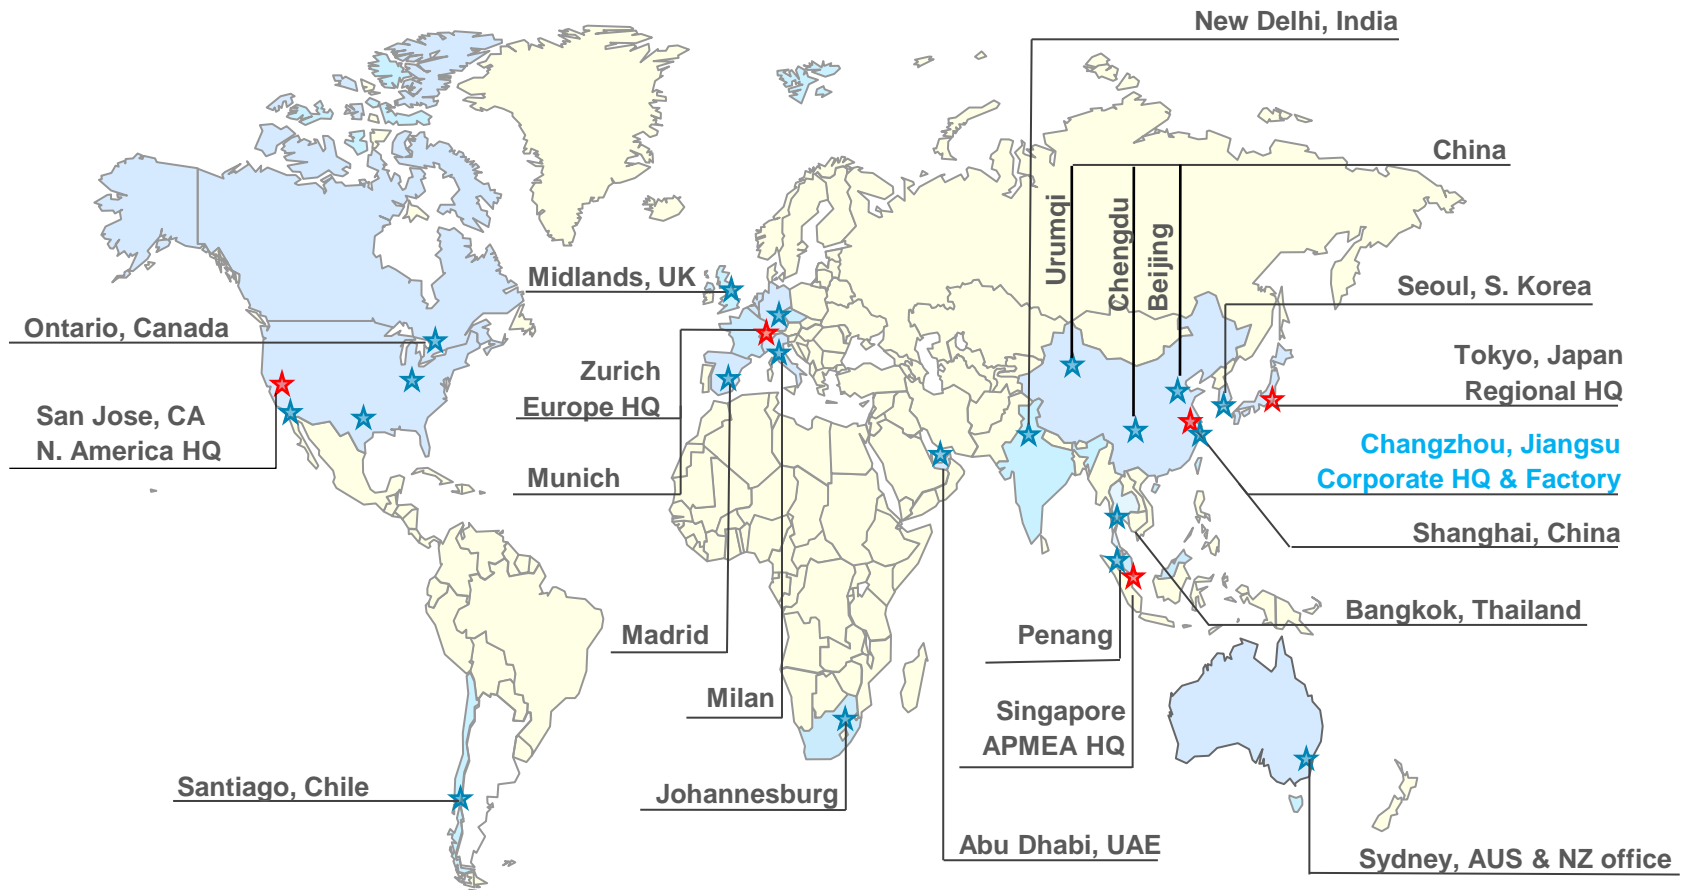 New Delhi, India
China
Urumqi
Chengdu
Beijing
Midlands, UK
Seoul, S. Korea
Ontario, Canada
Zurich
Europe HQ
Tokyo, Japan
Regional HQ
San Jose, CA
N. America HQ
Changzhou, Jiangsu
Corporate HQ & Factory
Munich
Shanghai, China
Madrid
Penang
Bangkok, Thailand
Milan
Singapore
APMEA HQ
Santiago, Chile
Johannesburg
Abu Dhabi, UAE
Sydney, AUS & NZ office